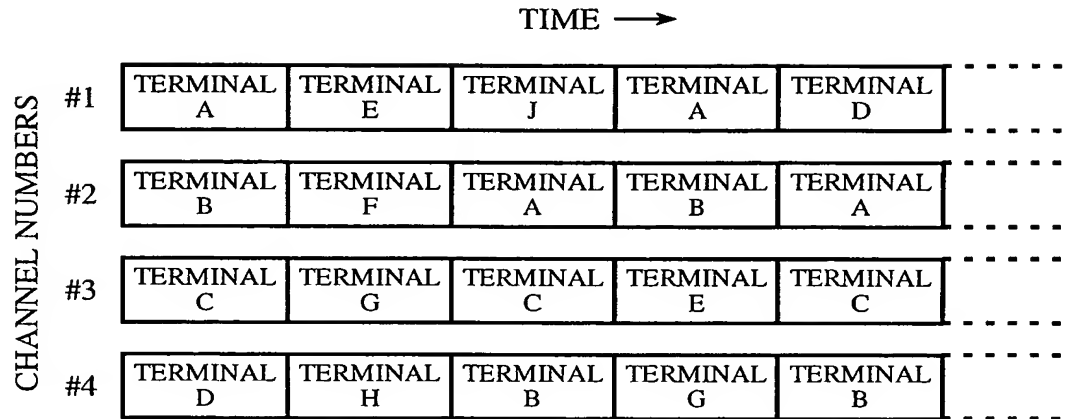 TIME
CHANNEL NUMBERS
#1
TERMINAL A
TERMINAL E
TERMINAL J
TERMINAL A
TERMINAL D
#2
TERMINAL B
TERMINAL F
TERMINAL A
TERMINAL B
TERMINAL A
#3
TERMINAL C
TERMINAL G
TERMINAL C
TERMINAL E
TERMINAL C
#4
TERMINAL D
TERMINAL H
TERMINAL B
TERMINAL G
TERMINAL B